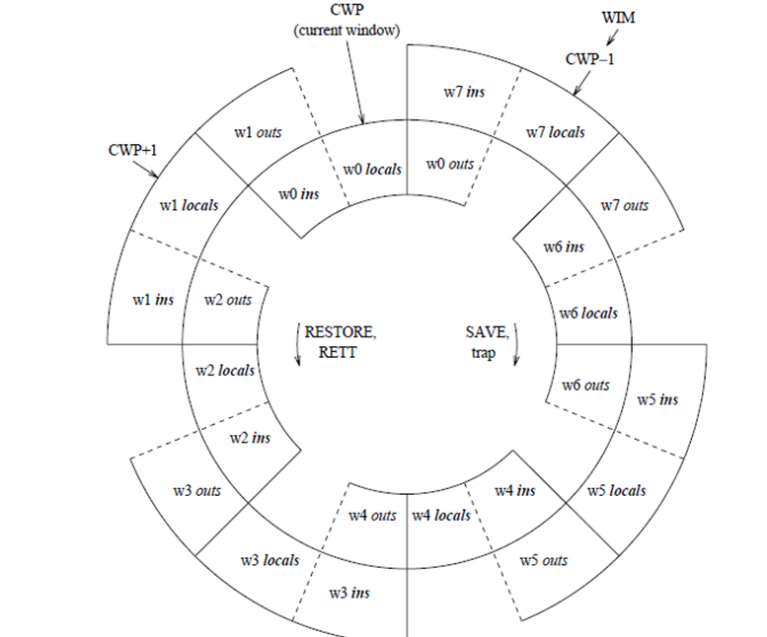 CWP
(current window)
WIM
CWP–1
w7 ins
w1 outs
w7 locals
CWP+1
w0 locals
w0 outs
w0 ins
w1 locals
w7 outs
w6 ins
w1 ins
w2 outs
w6 locals
RESTORE,
RETT
SAVE,
trap
w2 locals
w6 outs
w5 ins
w2 ins
w3 outs
w4 ins
w5 locals
w4 outs
w4 locals
w3 locals
w5 outs
w3 ins